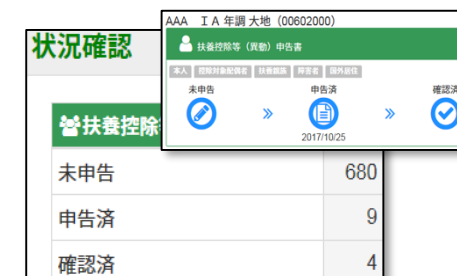 AAA ＩＡ年調 大地（00602000）
扶養控除等（異動）申告書
本人 控除対象配偶者 扶養親族 障害者 国外居住
未申告 申告済 確認済
2017/10/25
状況確認
扶養控除
未申告 680
申告済 9
確認済 4